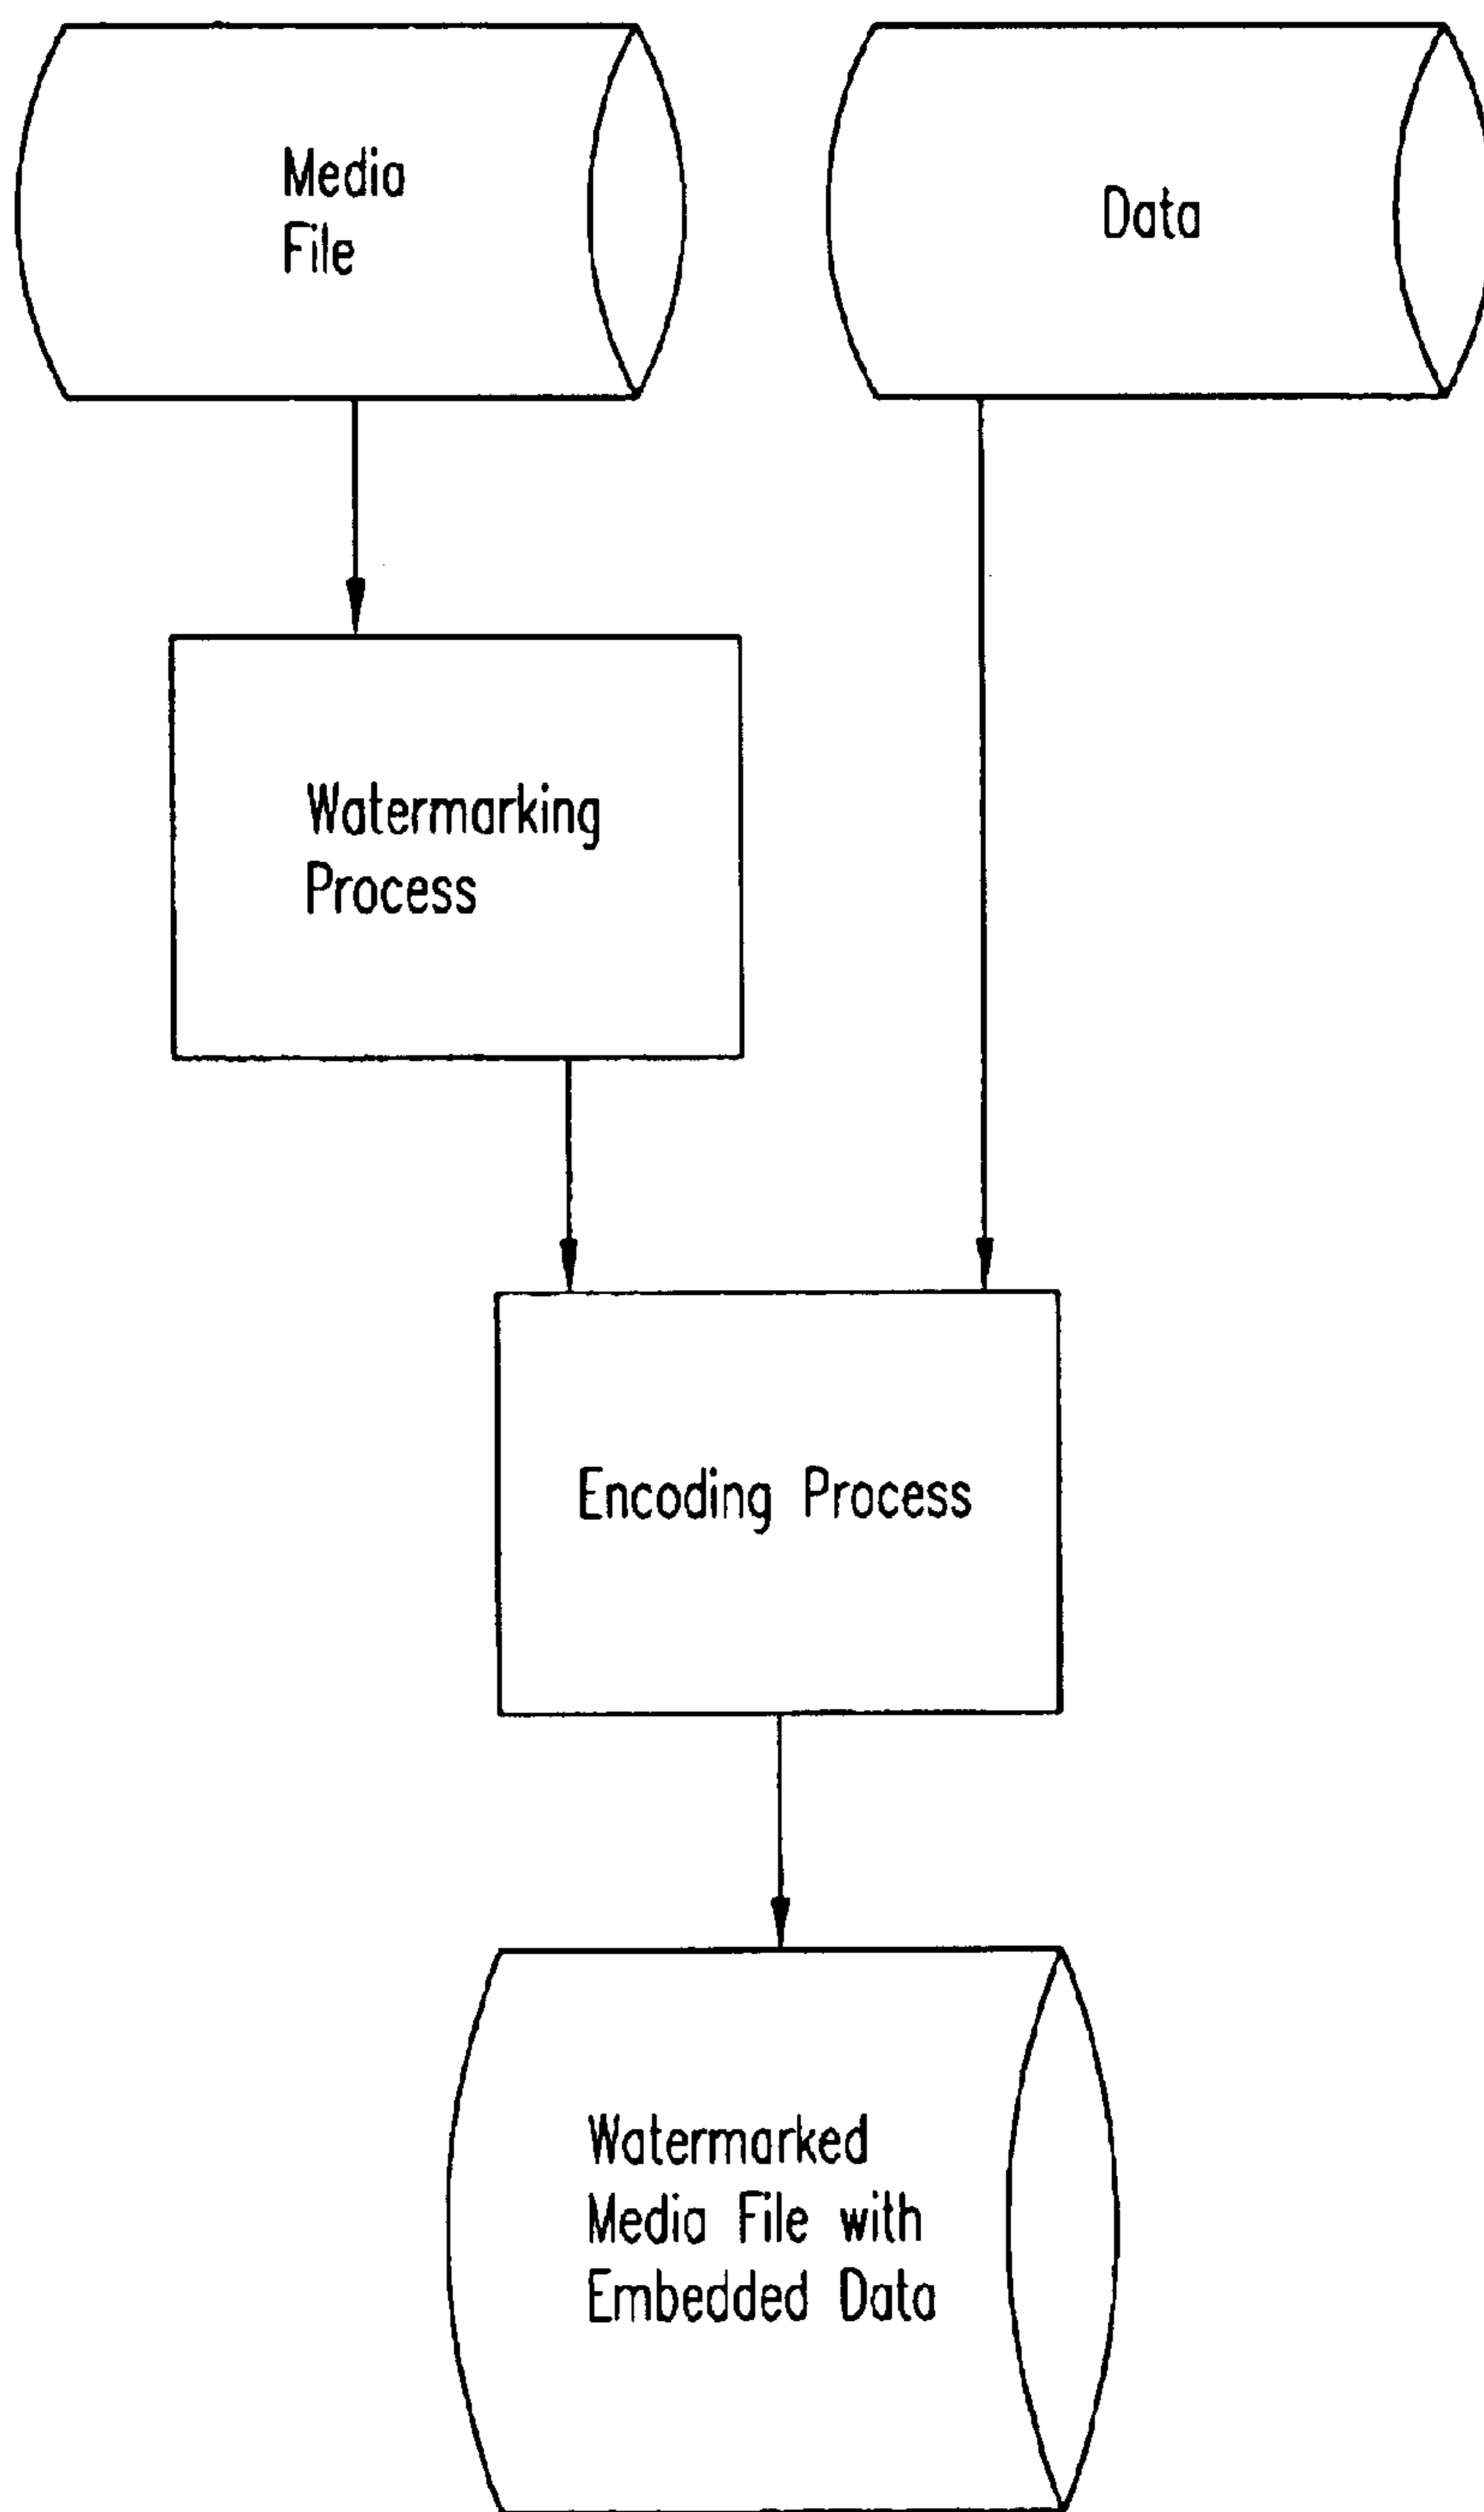 Media
File
Data
Watermarking
Process
Encoding Process
Watermarked
Media File with
Embedded Data